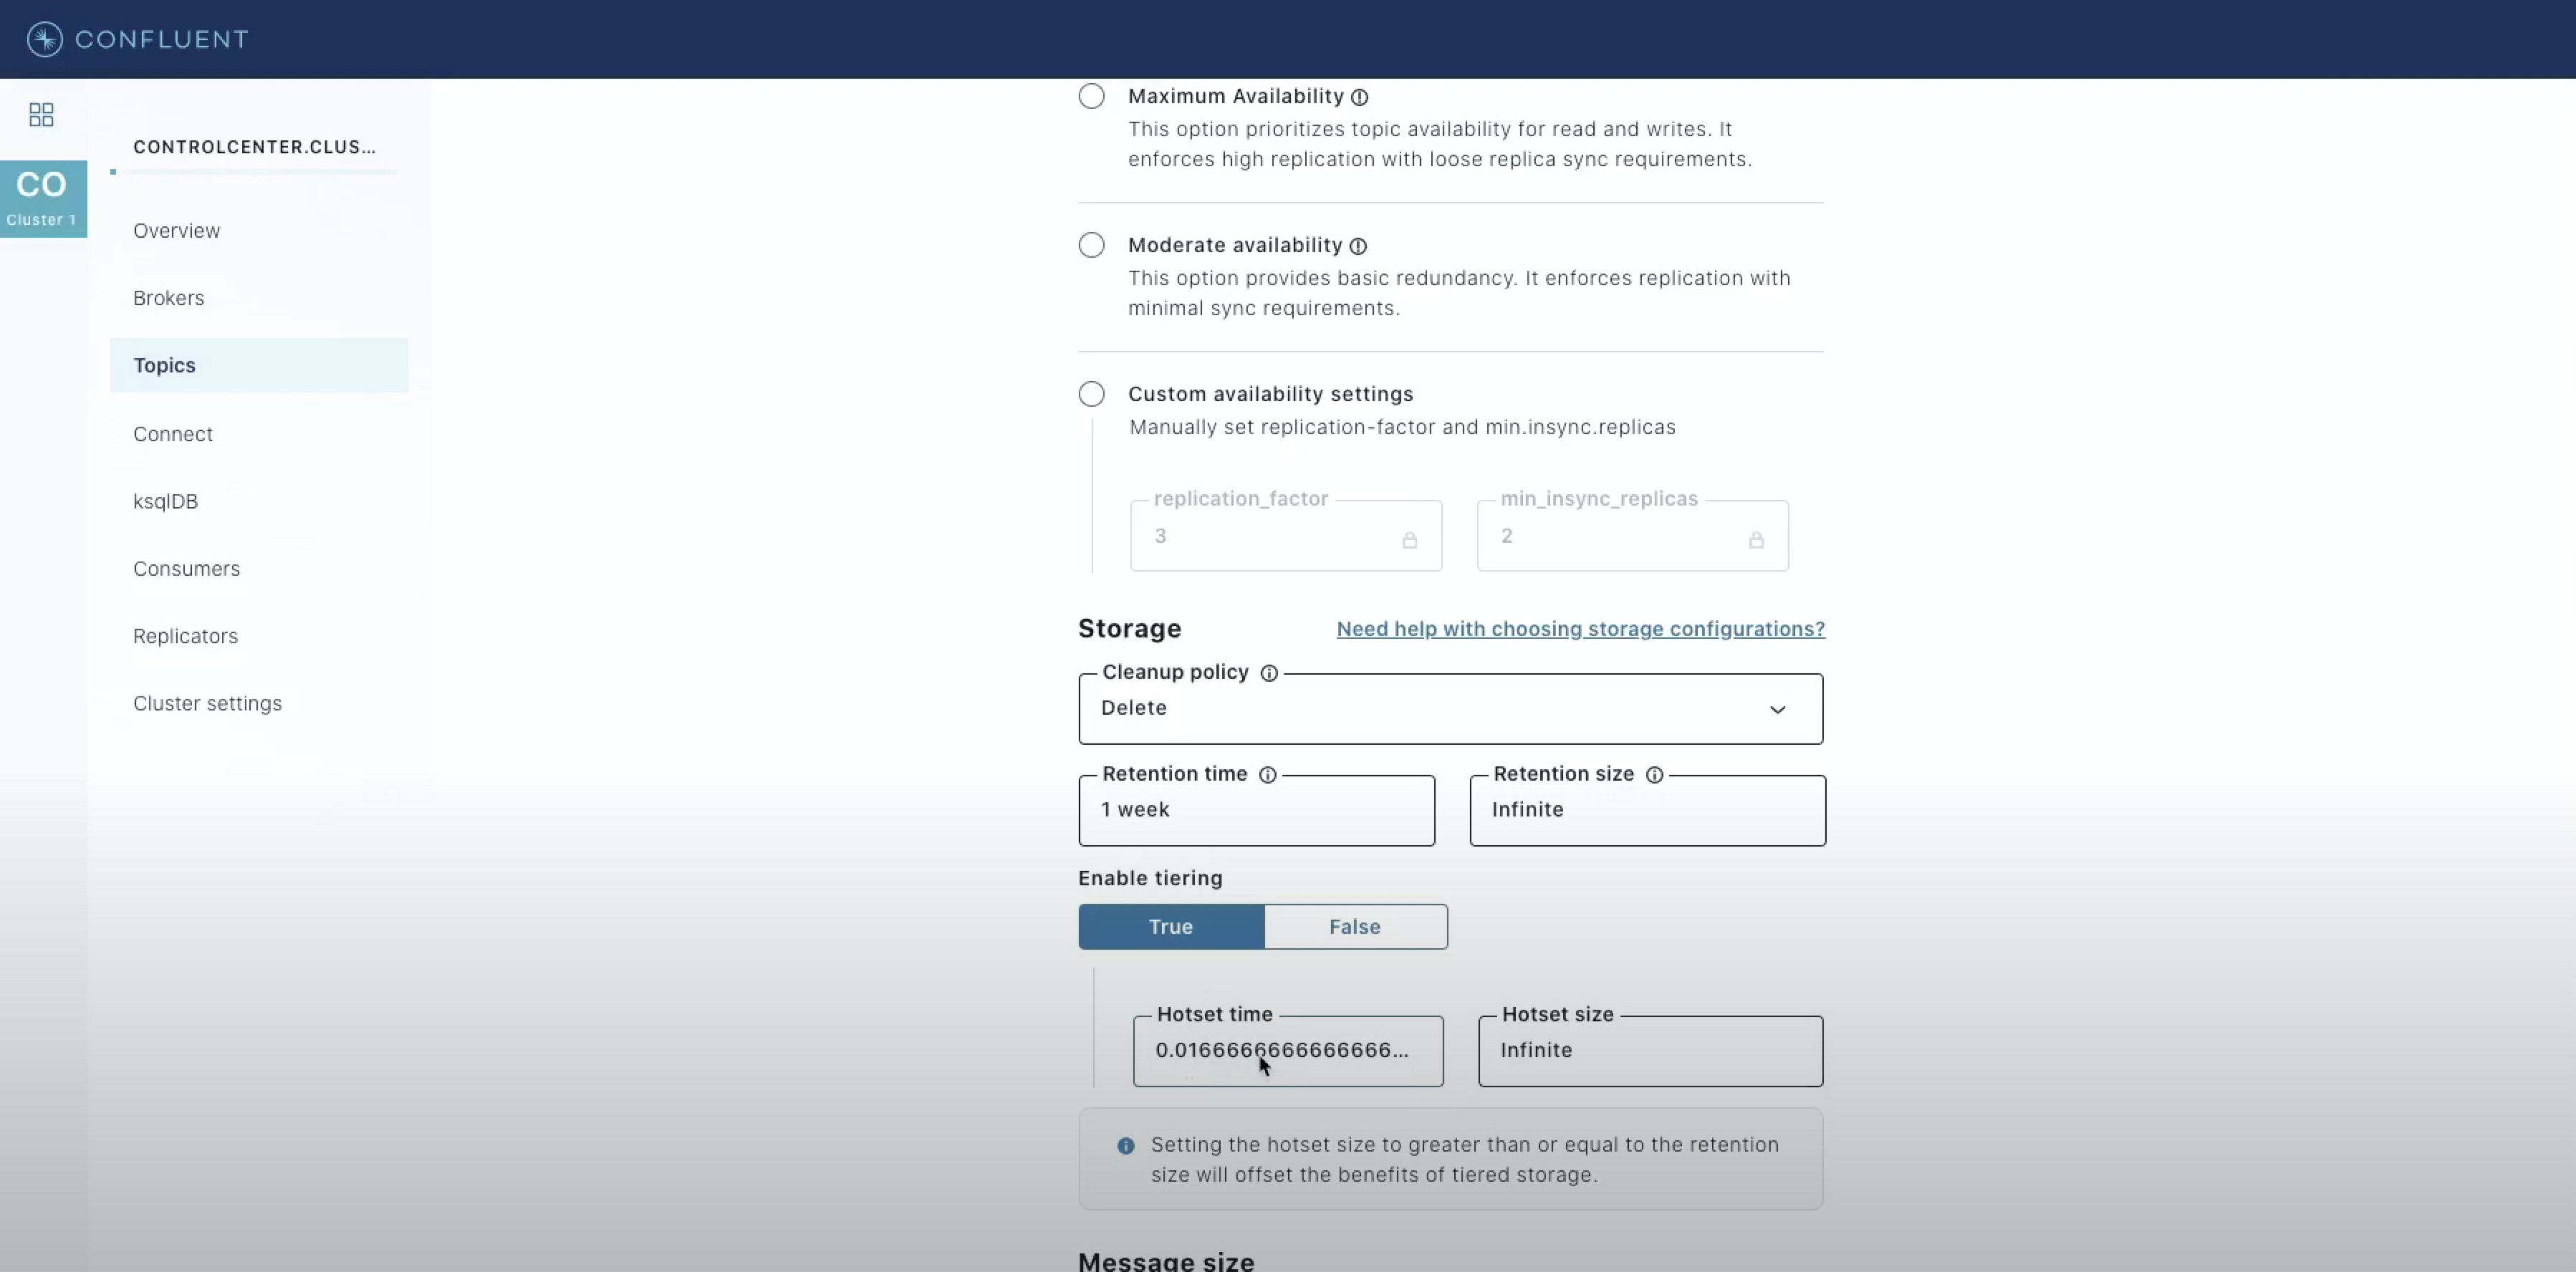 CONFLUENT
CONTROLCENTER.CLUS...
CO
Cluster 1
Overview
Brokers
Topics
Connect
ksqlDB
Consumers
Replicators
Cluster settings
Maximum Availability
This option prioritizes topic availability for read and writes. It
enforces high replication with loose replica sync requirements.
Moderate availability
This option provides basic redundancy. It enforces replication with
minimal sync requirements.
Custom availability settings
Manually set replication-factor and min.insync.replicas
replication_factor
3
min_insync_replicas
2
Storage
Need help with choosing storage configurations?
Cleanup policy
Delete
Retention time
1 week
Retention size
Infinite
Enable tiering
True
False
Hotset time
0.0166666666666666...
Hotset size
Infinite
Setting the hotset size to greater than or equal to the retention
size will offset the benefits of tiered storage.
Message size